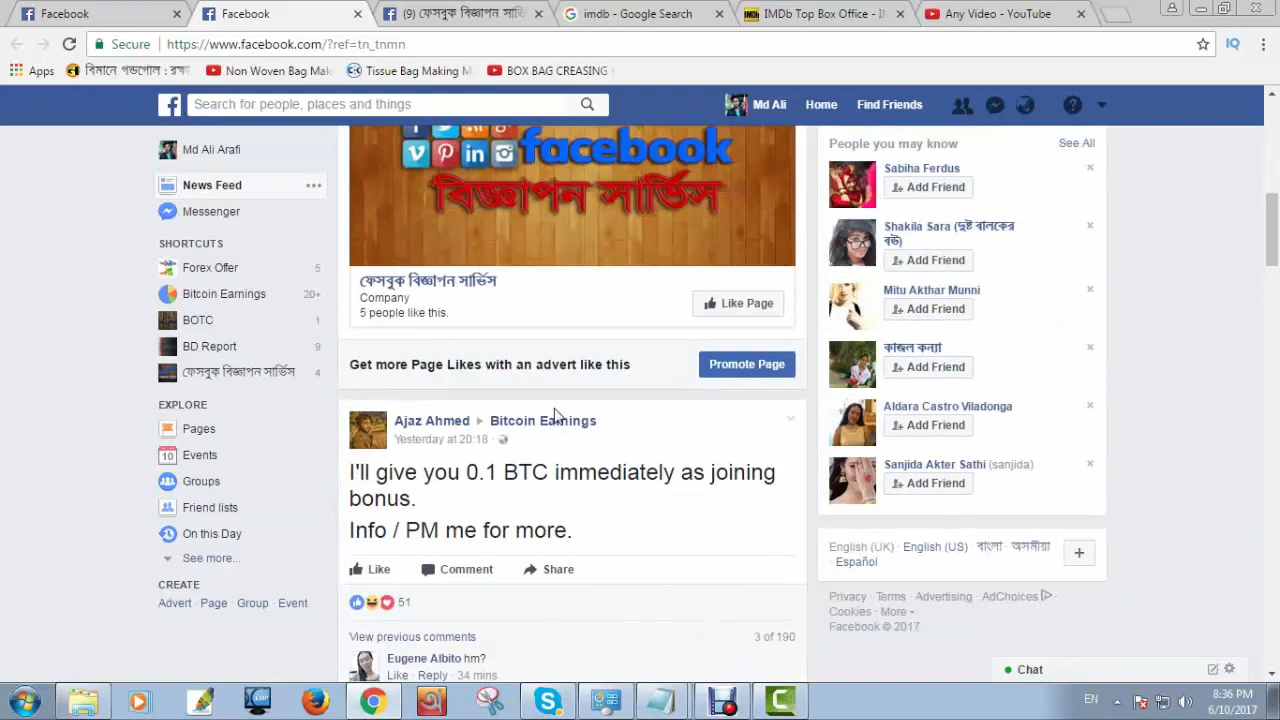 Facebook
Facebook
(9) ফেসবুক বিজ্ঞাপন সার্ভি
imdb - Google Search
IMDb Top Box Office - IN
Any Video - YouTube
Secure
https://www.facebook.com/?ref=tn_tnmn
Apps
বিমানে গন্ডগোল : রক্ষা
Non Woven Bag Mak
Tissue Bag Making M
BOX BAG CREASING
Search for people, places and things
Md Ali
Home
Find Friends
Md Ali Arafi
News Feed
Messenger
SHORTCUTS
Forex Offer 5
Bitcoin Earnings 20+
BOTC 1
BD Report 9
ফেসবুক বিজ্ঞাপন সার্ভিস 4
EXPLORE
Pages
Events
Groups
Friend lists
On this Day
See more...
CREATE
Advert · Page · Group · Event
facebook
বিজ্ঞাপন সার্ভিস
ফেসবুক বিজ্ঞাপন সার্ভিস
Company
5 people like this.
Like Page
Get more Page Likes with an advert like this
Promote Page
Ajaz Ahmed ▸ Bitcoin Earnings
Yesterday at 20:18
I'll give you 0.1 BTC immediately as joining
bonus.
Info / PM me for more.
Like
Comment
Share
51
View previous comments
3 of 190
Eugene Albito hm?
Like · Reply · 34 mins
People you may know
See All
Sabiha Ferdus
Add Friend
Shakila Sara (দুষ্ট বালকের
বউ)
Add Friend
Mitu Akthar Munni
Add Friend
কাজল কন্যা
Add Friend
Aldara Castro Viladonga
Add Friend
Sanjida Akter Sathi (sanjida)
Add Friend
English (UK) · English (US) · বাংলা · অসমীয়া
· Español
Privacy · Terms · Advertising · AdChoices ·
Cookies · More
Facebook © 2017
Chat
EN
8:36 PM
6/10/2017